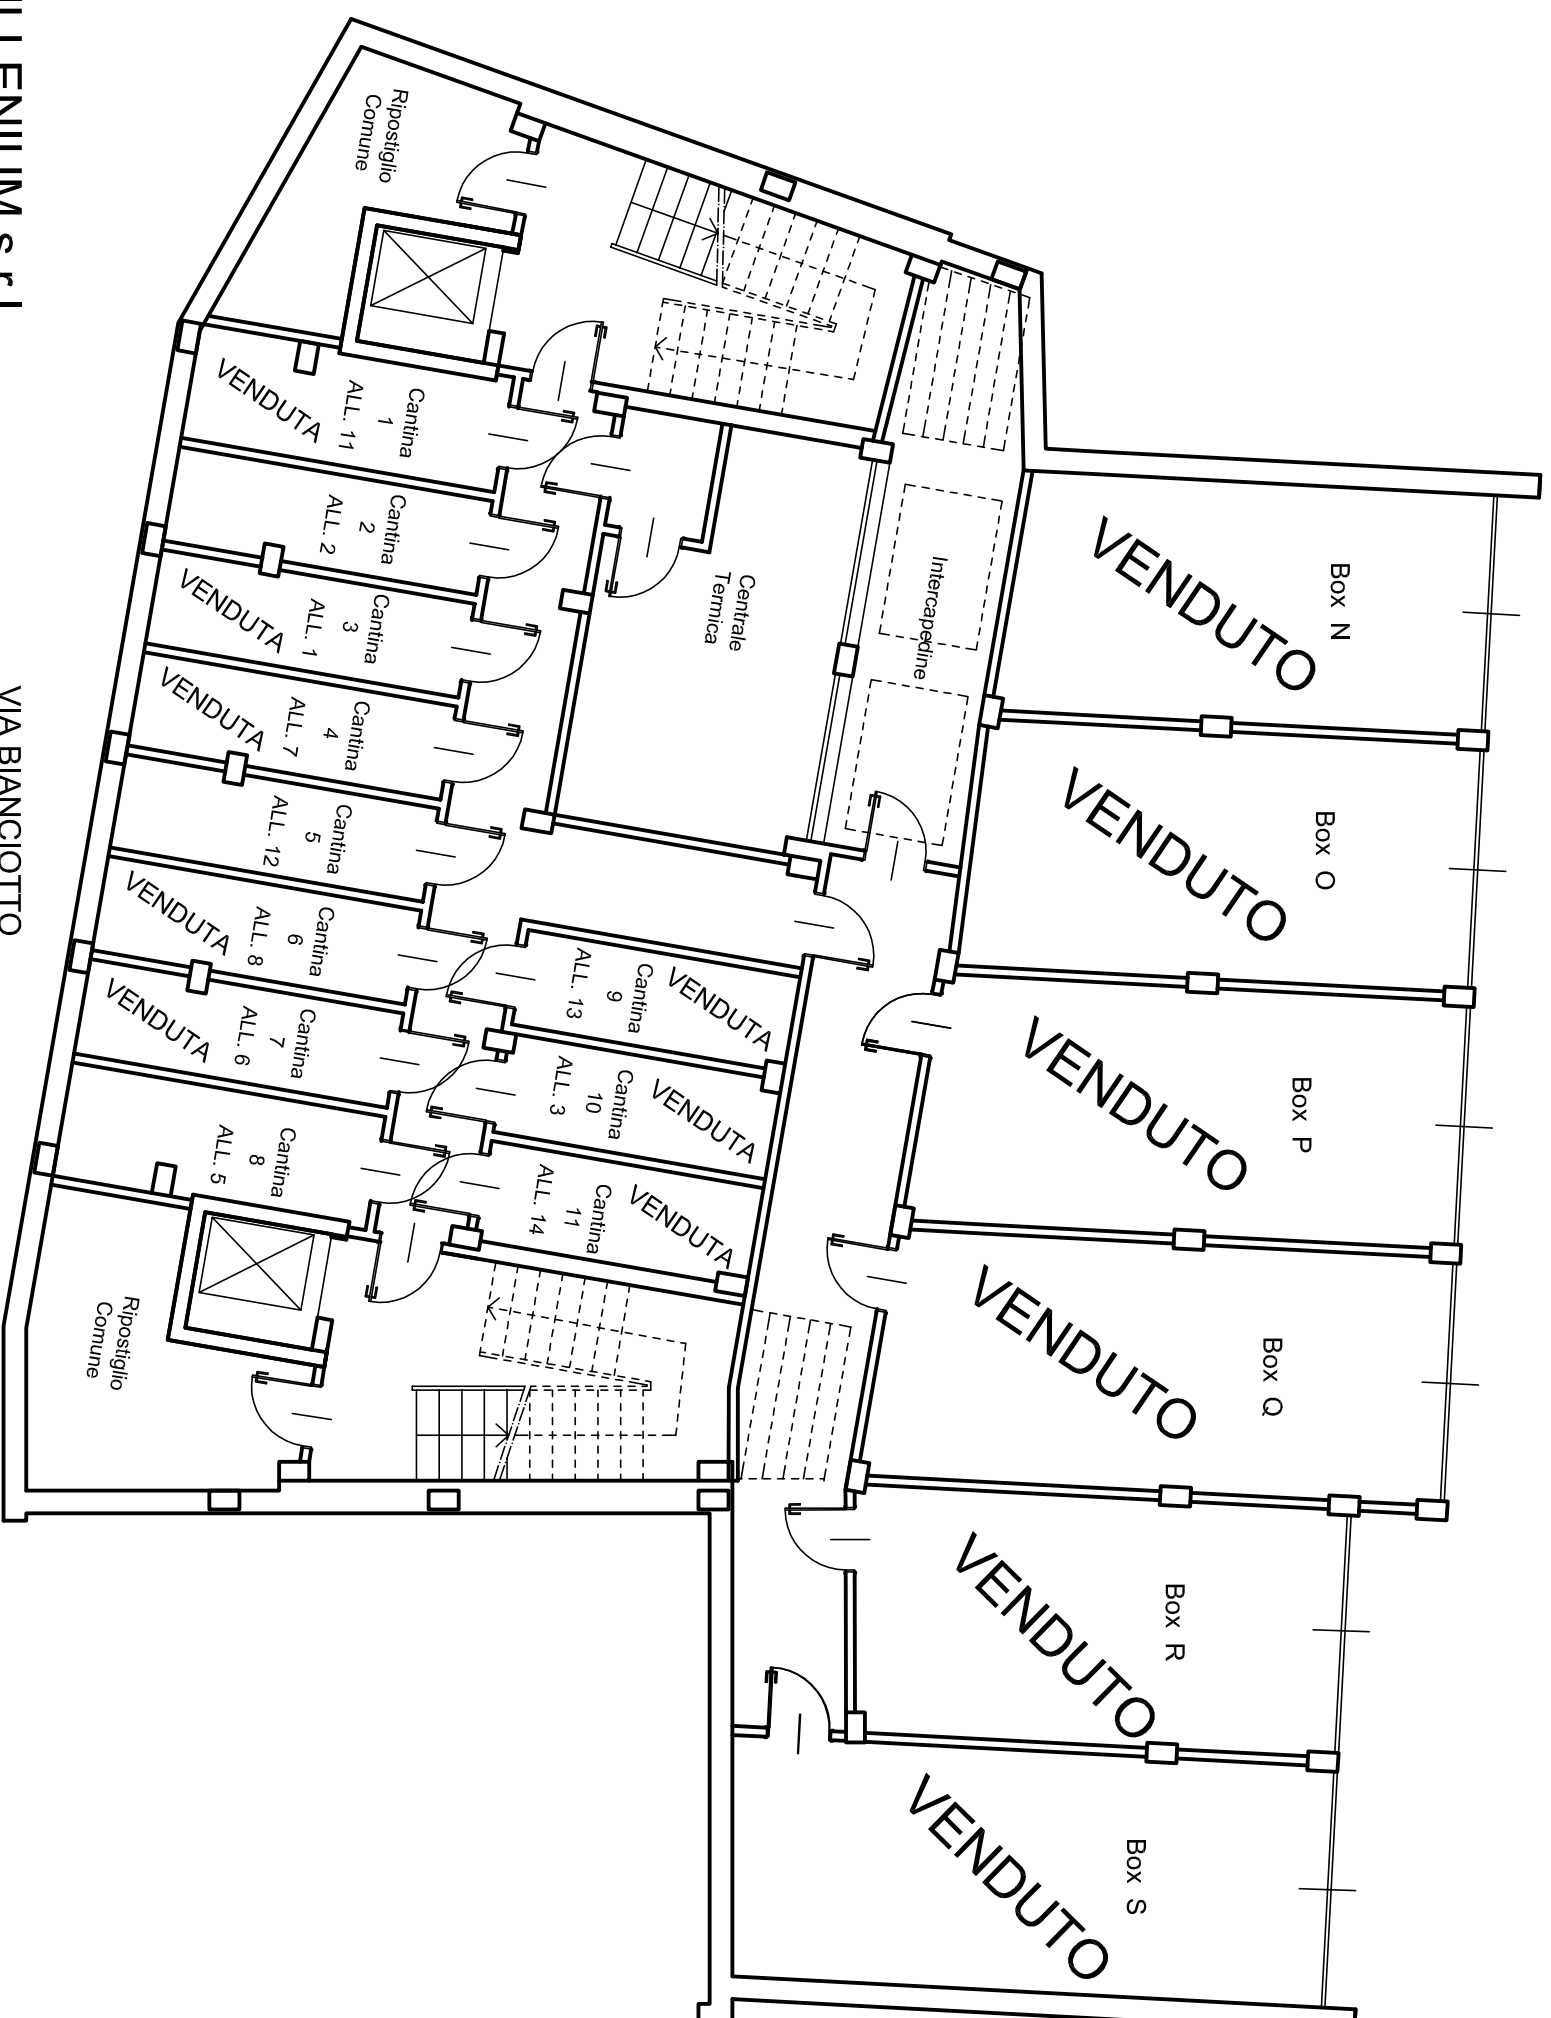 Box N
VENDUTO
Box O
VENDUTO
Box P
VENDUTO
Box Q
VENDUTO
Box R
VENDUTO
Box S
VENDUTO
Intercapedine
Centrale
Termica
Ripostiglio
Comune
Cantina
1
ALL. 11
VENDUTA
Cantina
2
ALL. 2
Cantina
3
ALL. 1
VENDUTA
Cantina
4
ALL. 7
VENDUTA
Cantina
5
ALL. 12
Cantina
6
ALL. 8
VENDUTA
Cantina
7
ALL. 6
VENDUTA
Cantina
8
ALL. 5
VENDUTA
Cantina
9
ALL. 13
VENDUTA
Cantina
10
ALL. 3
VENDUTA
Cantina
11
ALL. 14
Ripostiglio
Comune
VIA BIANCIOTTO